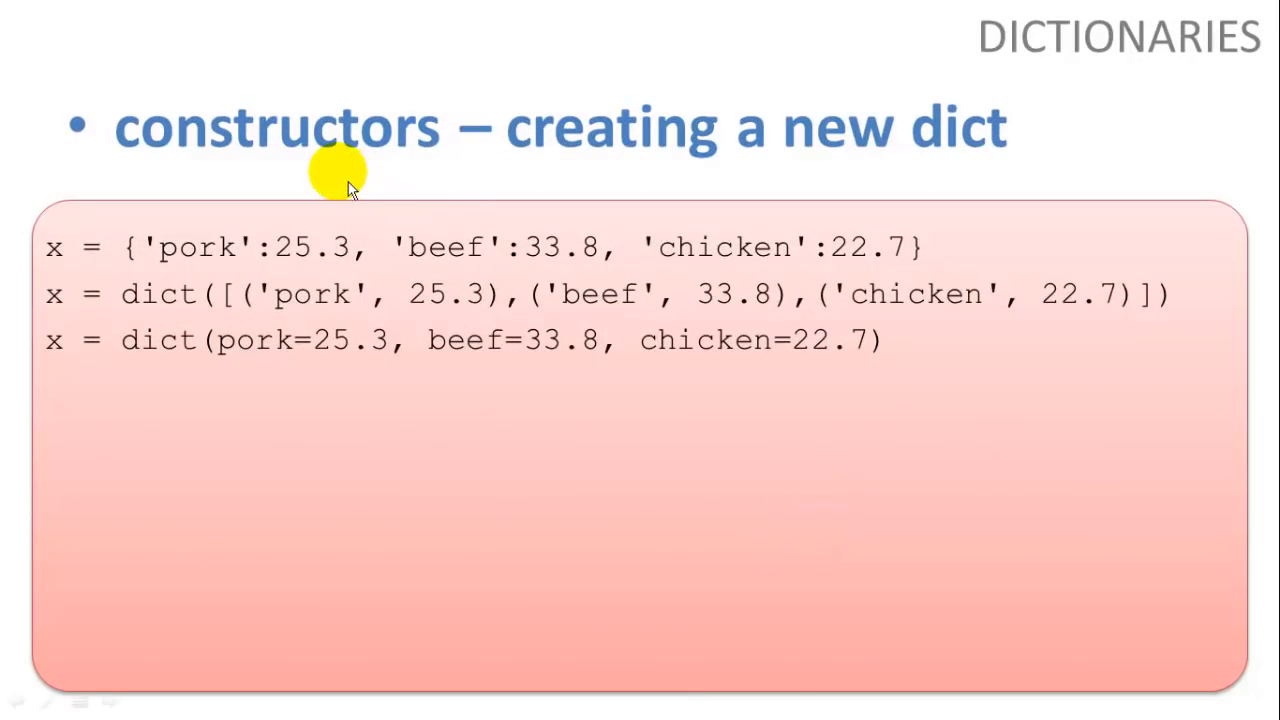 DICTIONARIES
• constructors – creating a new dict
x = {'pork':25.3, 'beef':33.8, 'chicken':22.7}
x = dict([('pork', 25.3),('beef', 33.8),('chicken', 22.7)])
x = dict(pork=25.3, beef=33.8, chicken=22.7)